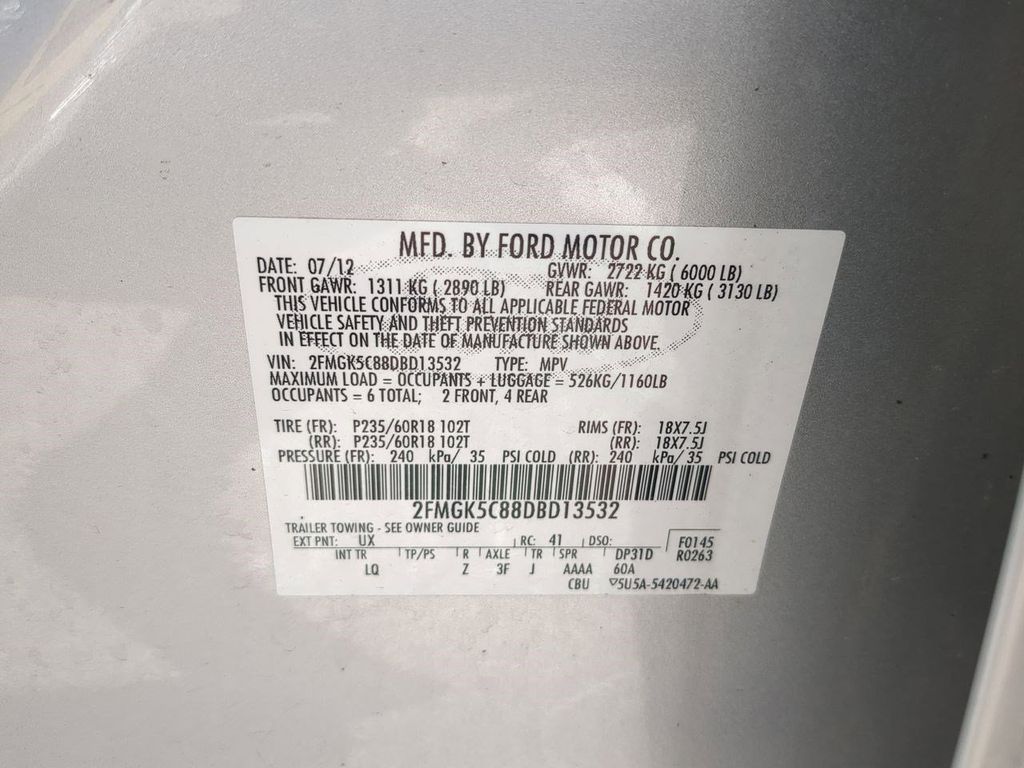 MFD. BY FORD MOTOR CO.
DATE: 07/12 GVWR: 2722 KG ( 6000 LB)
FRONT GAWR: 1311 KG ( 2890 LB) REAR GAWR: 1420 KG ( 3130 LB)
THIS VEHICLE CONFORMS TO ALL APPLICABLE FEDERAL MOTOR
VEHICLE SAFETY AND THEFT PREVENTION STANDARDS
IN EFFECT ON THE DATE OF MANUFACTURE SHOWN ABOVE.
VIN: 2FMGK5C88DBD13532 TYPE: MPV
MAXIMUM LOAD = OCCUPANTS + LUGGAGE = 526KG/1160LB
OCCUPANTS = 6 TOTAL; 2 FRONT, 4 REAR
TIRE (FR): P235/60R18 102T RIMS (FR): 18X7.5J
(RR): P235/60R18 102T (RR): 18X7.5J
PRESSURE (FR): 240 kPa/ 35 PSI COLD (RR): 240 kPa/ 35 PSI COLD
2FMGK5C88DBD13532
TRAILER TOWING - SEE OWNER GUIDE
EXT PNT: UX RC: 41 DSO: F0145
INT TR TP/PS R AXLE TR SPR DP31D R0263
LQ Z 3F J AAAA 60A
CBU ▽5U5A-5420472-AA